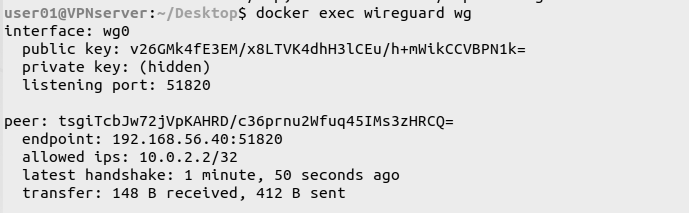 user01@VPNserver:~/Desktop$ docker exec wireguard wg
interface: wg0
public key: v26GMk4fE3EM/x8LTVK4dhH3lCEu/h+mWikCCVBPN1k=
private key: (hidden)
listening port: 51820
peer: tsgiTcbJw72jVpKAHRD/c36prnu2Wfuq45IMs3zHRCQ=
endpoint: 192.168.56.40:51820
allowed ips: 10.0.2.2/32
latest handshake: 1 minute, 50 seconds ago
transfer: 148 B received, 412 B sent